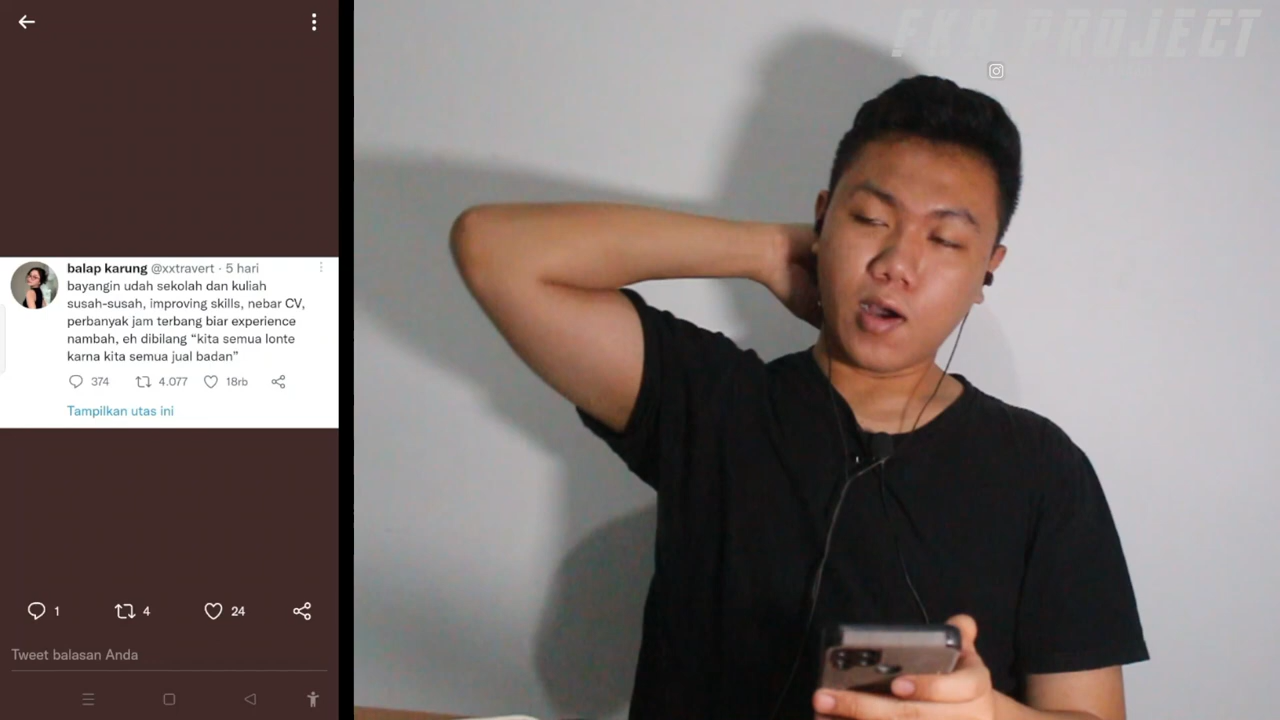 FKA PROJECT
balap karung @xxtravert · 5 hari
bayangin udah sekolah dan kuliah
susah-susah, improving skills, nebar CV,
perbanyak jam terbang biar experience
nambah, eh dibilang “kita semua lonte
karna kita semua jual badan”
374 4.077 18rb
Tampilkan utas ini
1 4 24
Tweet balasan Anda